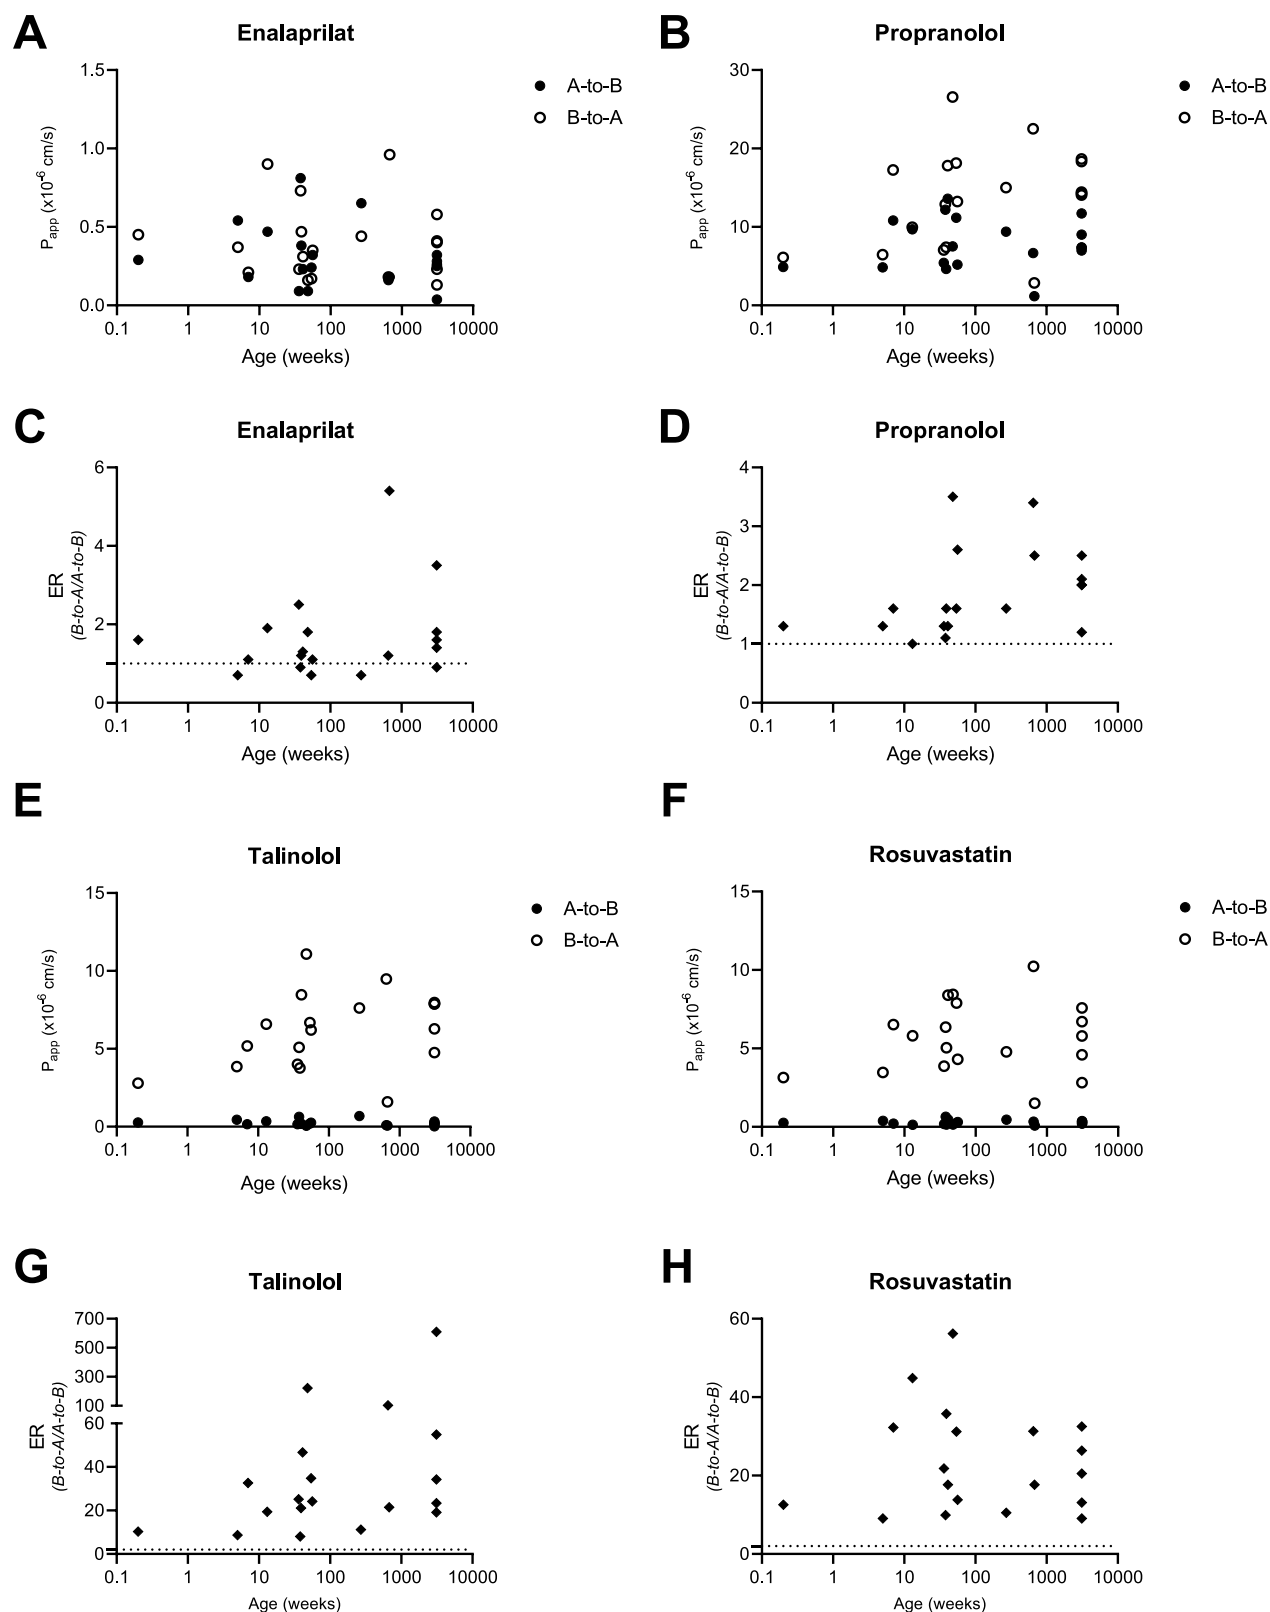 A
Enalaprilat
1.5
1.0
0.5
0.0
Papp (x10-6 cm/s)
0.1 1 10 100 1000 10000
Age (weeks)
A-to-B
B-to-A
B
Propranolol
30
20
10
0
Papp (x10-6 cm/s)
0.1 1 10 100 1000 10000
Age (weeks)
A-to-B
B-to-A
C
Enalaprilat
6
4
2
0
ER
(B-to-A/A-to-B)
0.1 1 10 100 1000 10000
Age (weeks)
D
Propranolol
4
3
2
1
0
ER
(B-to-A/A-to-B)
0.1 1 10 100 1000 10000
Age (weeks)
E
Talinolol
15
10
5
0
Papp (x10-6 cm/s)
0.1 1 10 100 1000 10000
Age (weeks)
A-to-B
B-to-A
F
Rosuvastatin
15
10
5
0
Papp (x10-6 cm/s)
0.1 1 10 100 1000 10000
Age (weeks)
A-to-B
B-to-A
G
Talinolol
700
500
300
100
60
40
20
0
ER
(B-to-A/A-to-B)
0.1 1 10 100 1000 10000
Age (weeks)
H
Rosuvastatin
60
40
20
0
ER
(B-to-A/A-to-B)
0.1 1 10 100 1000 10000
Age (weeks)